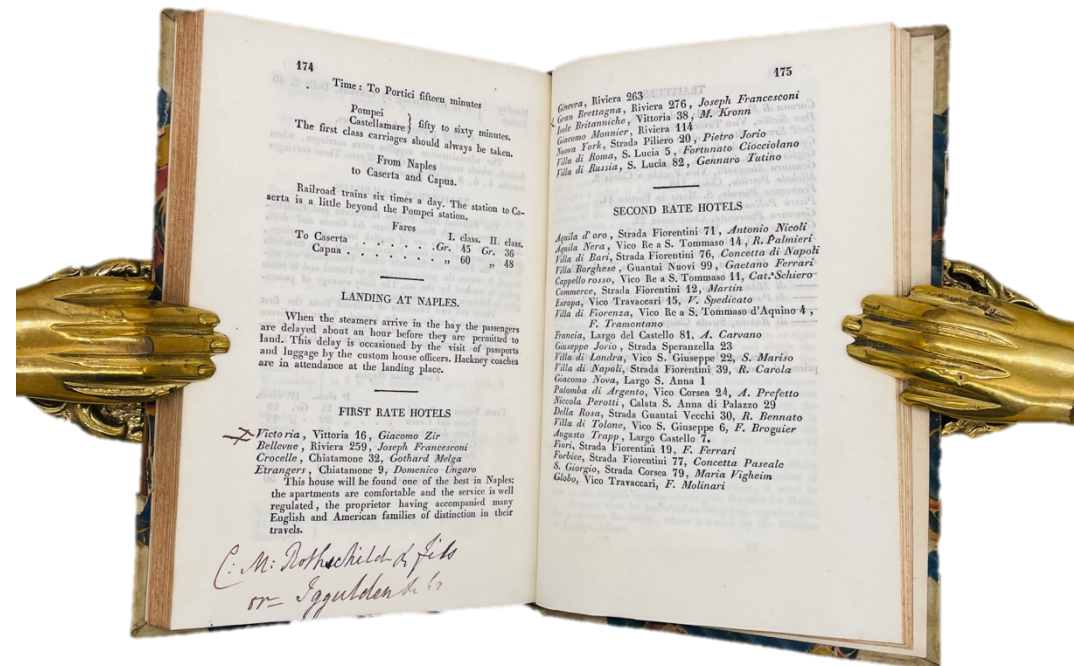 174
Time: To Portici fifteen minutes
Pompei
Castellamare } fifty to sixty minutes.
The first class carriages should always be taken.
From Naples
to Caserta and Capua.
Railroad trains six times a day. The station to Ca-
serta is a little beyond the Pompei station.
Fares
I. class. II. class.
To Caserta . . . . . . Gr. 45 Gr. 36
Capua . . . . . . . „ 60 „ 48
LANDING AT NAPLES.
When the steamers arrive in the bay the passengers
are delayed about an hour before they are permitted to
land. This delay is occasioned by the visit of passports
and luggage by the custom house officers. Hackney coaches
are in attendance at the landing place.
FIRST RATE HOTELS
Victoria, Vittoria 16, Giacomo Zir
Bellevue, Riviera 259, Joseph Francesconi
Crocelle, Chiatamone 32, Gothard Melga
Etrangers, Chiatamone 9, Domenico Ungaro
This house will be found one of the best in Naples;
the apartments are comfortable and the service is well
regulated, the proprietor having accompanied many
English and American families of distinction in their
travels.
C: M: Rothschild & fils
or Iggulden &
175
Ginevra, Riviera 263
Gran Brettagna, Riviera 276, Joseph Francesconi
Isole Britanniche, Vittoria 38, M. Kronn
Giacomo Monnier, Riviera 114
Nuova York, Strada Piliero 20, Pietro Jorio
Villa di Roma, S. Lucia 5, Fortunato Ciocciolano
Villa di Russia, S. Lucia 82, Gennaro Tutino
SECOND RATE HOTELS
Aquila d'oro, Strada Fiorentini 71, Antonio Nicoli
Aquila Nera, Vico Re a S. Tommaso 14, R. Palmieri
Villa di Bari, Strada Fiorentini 76, Concetta di Napoli
Villa Borghese, Guantai Nuovi 99, Gaetano Ferrari
Cappello rosso, Vico Re a S. Tommaso 11, Cat. Schiero-
Commerce, Strada Fiorentini 12, Martin
Europa, Vico Travaccari 15, V. Spedicato
Villa di Fiorenza, Vico Re a S. Tommaso d'Aquino 4,
F. Tramontano
Francia, Largo del Castello 81, A. Carvano
Giuseppe Jorio, Strada Speranzella 23
Villa di Londra, Vico S. Giuseppe 22, S. Mariso
Villa di Napoli, Strada Fiorentini 39, R. Carola
Giacomo Nova, Largo S. Anna 1
Palomba di Argento, Vico Corsea 24, A. Prefetto
Niccola Perotti, Calata S. Anna di Palazzo 29
Della Rosa, Strada Guantai Vecchi 30, R. Bennato
Villa di Tolone, Vico S. Giuseppe 6, F. Broguier
Augusto Trapp, Largo Castello 7.
Fiori, Strada Fiorentini 19, F. Ferrari
Forbice, Strada Fiorentini 77, Concetta Paseale
S. Giorgio, Strada Corsea 79, Maria Vigheim
Globo, Vico Travaccari, F. Molinari